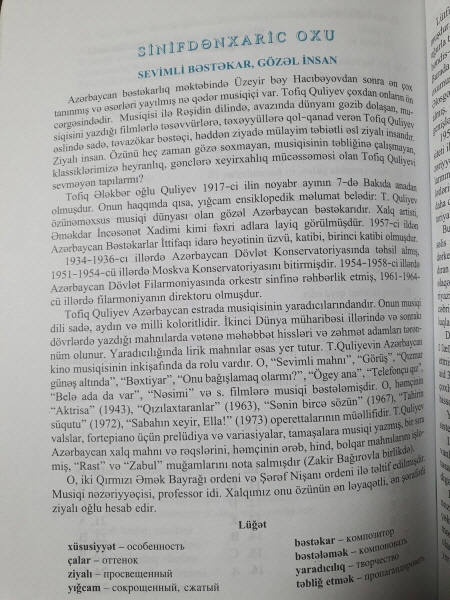 SİNİFDƏNXARİC OXU
SEVİMLİ BƏSTƏKAR, GÖZƏL İNSAN
Azərbaycan bəstəkarlıq məktəbində Üzeyir bəy Hacıbəyovdan sonra ən çox
tanınmış və əsərləri yayılmış nə qədər musiqiçi var. Tofiq Quliyev çoxdan onların ön
cərgəsindədir. Musiqisi ilə Rəşidin dilində, avazında dünyanı gəzib dolaşan, mu-
siqisini yazdığı filmlərlə təsəvvürlərə, təxəyyüllərə qol-qanad verən Tofiq Quliyev
əslində sadə, təvazökar bəstəçi, həddən ziyadə mülayim təbiətli əsl ziyalı insandır.
Ziyalı insan. Özünü heç zaman gözə soxmayan, musiqisinin təbliğinə çalışmayan,
klassiklərimizə heyranlıq, gənclərə xeyirxahlıq mücəssəməsi olan Tofiq Quliyevi
sevməyən tapılarmı?
Tofiq Ələkbər oğlu Quliyev 1917-ci ilin noyabr ayının 7-də Bakıda anadan
olmuşdur. Onun haqqında qısa, yığcam ensiklopedik məlumat belədir: T. Quliyev
özünəməxsus musiqi dünyası olan gözəl Azərbaycan bəstəkarıdır. Xalq artisti,
Əməkdar İncəsənət Xadimi kimi fəxri adlara layiq görülmüşdür. 1957-ci ildən
Azərbaycan Bəstəkarlar İttifaqı idarə heyətinin üzvü, katibi, birinci katibi olmuşdur.
1934-1936-cı illərdə Azərbaycan Dövlət Konservatoriyasında təhsil almış,
1951-1954-cü illərdə Moskva Konservatoriyasını bitirmişdir. 1954-1958-ci illərdə
Azərbaycan Dövlət Filarmoniyasında orkestr sinfinə rəhbərlik etmiş, 1961-1964-
cü illərdə filarmoniyanın direktoru olmuşdur.
Tofiq Quliyev Azərbaycan estrada musiqisinin yaradıcılarındandır. Onun musiqi
dili sadə, aydın və milli koloritlidir. İkinci Dünya müharibəsi illərində və sonrakı
dövrlərdə yazdığı mahnılarda vətənə məhəbbət hissləri və zəhmət adamları tərən-
nüm olunur. Yaradıcılığında lirik mahnılar əsas yer tutur. T.Quliyevin Azərbaycan
kino musiqisinin inkişafında da rolu vardır. O, “Sevimli mahnı”, “Görüş”, “Qızmar
günəş altında”, “Bəxtiyar”, “Onu bağışlamaq olarmı?”, “Ögey ana”, “Telefonçu qız”,
“Belə ada da var”, “Nəsimi” və s. filmlərə musiqi bəstələmişdir. O, həmçinin
“Aktrisa” (1943), “Qızılaxtaranlar” (1963), “Sənin bircə sözün” (1967), “Tahirin
süqutu” (1972), “Sabahın xeyir, Ella!” (1973) operettalarının müəllifidir. T.Quliyev
valslar, fortepiano üçün prelüdiya və variasiyalar, tamaşalara musiqi yazmış, bir sıra
Azərbaycan xalq mahnı və rəqslərini, həmçinin ərəb, hind, bolqar mahnılarını işlə-
miş, “Rast” və “Zabul” muğamlarını nota salmışdır (Zakir Bağırovla birlikdə).
O, iki Qırmızı Əmək Bayrağı ordeni və Şərəf Nişanı ordeni ilə təltif edilmişdir.
Musiqi nəzəriyyəçisi, professor idi. Xalqımız onu özünün ən ləyaqətli, ən şərəfətli
ziyalı oğlu hesab edir.
Lüğət
xüsusiyyət – особенность
çalar – оттенок
ziyalı – просвещенный
yığcam – сокрощенный, сжатый
bəstəkar – композитор
bəstələmək – компоновать
yaradıcılıq – творчество
təbliğ etmək – пропагандировать